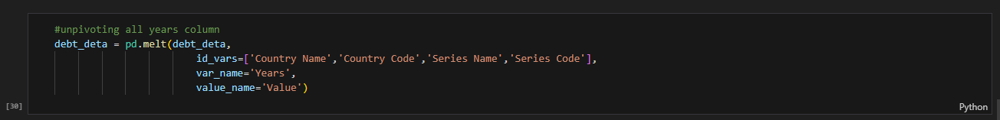 #unpivoting all years column
debt_deta = pd.melt(debt_deta,
id_vars=['Country Name','Country Code','Series Name','Series Code'],
var_name='Years',
value_name='Value')
[30]
Python